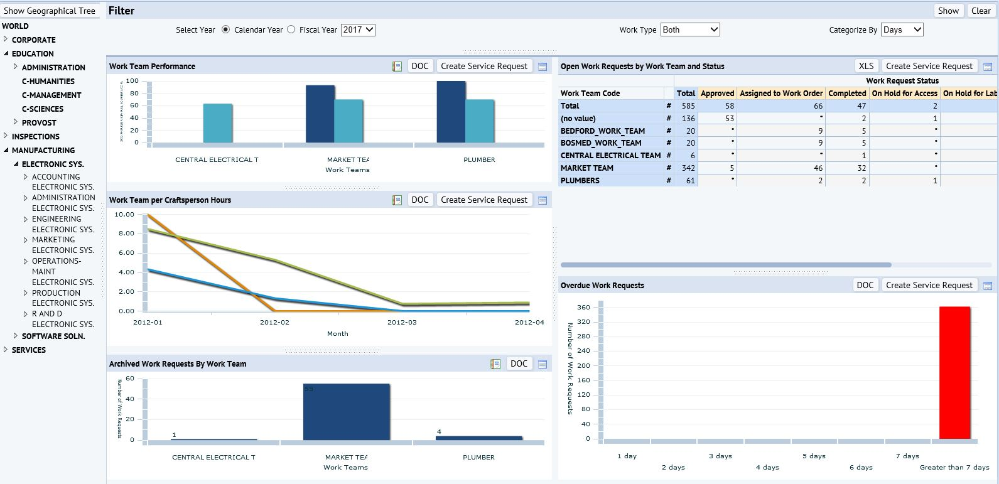 Show Geographical Tree
WORLD
CORPORATE
EDUCATION
ADMINISTRATION
C-HUMANITIES
C-MANAGEMENT
C-SCIENCES
PROVOST
INSPECTIONS
MANUFACTURING
ELECTRONIC SYS.
ACCOUNTING
ELECTRONIC SYS.
ADMINISTRATION
ELECTRONIC SYS.
ENGINEERING
ELECTRONIC SYS.
MARKETING
ELECTRONIC SYS.
OPERATIONS-
MAINT
ELECTRONIC SYS.
PRODUCTION
ELECTRONIC SYS.
R AND D
ELECTRONIC SYS.
SOFTWARE SOLN.
SERVICES
Filter Show Clear
Select Year Calendar Year Fiscal Year 2017 Work Type Both Categorize By Days
Work Team Performance DOC Create Service Request
% Completed On Time within Estimated Cost
100
80
60
40
20
0
CENTRAL ELECTRICAL T MARKET TEA PLUMBER
Work Teams
Work Team per Craftsperson Hours DOC Create Service Request
10.00
8.00
6.00
4.00
2.00
0.00
2012-01 2012-02 2012-03 2012-04
Month
Archived Work Requests By Work Team DOC
Number of Work Requests
60
40
20
0
1 55 4
CENTRAL ELECTRICAL T MARKET TEA PLUMBER
Work Teams
Open Work Requests by Work Team and Status XLS Create Service Request
Work Request Status
Work Team Code Total Approved Assigned to Work Order Completed On Hold for Access On Hold for Lab
Total # 585 58 66 47 2
(no value) # 136 53 * 2 1
BEDFORD_WORK_TEAM # 20 * 9 5 *
BOSMED_WORK_TEAM # 20 * 9 5 *
CENTRAL ELECTRICAL TEAM # 6 * * 1 *
MARKET TEAM # 342 5 46 32 *
PLUMBERS # 61 * 2 2 1
Overdue Work Requests DOC Create Service Request
Number of Work Requests
360
320
280
240
200
160
120
80
40
0
1 day 2 days 3 days 4 days 5 days 6 days 7 days Greater than 7 days